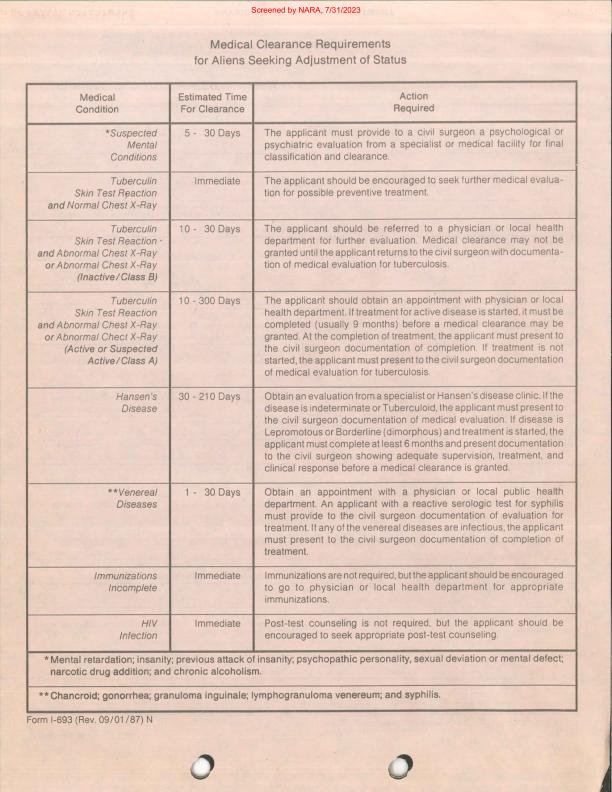 Screened by NARA, 7/31/2023
Medical Clearance Requirements
for Aliens Seeking Adjustment of Status
Medical
Condition
Estimated Time
For Clearance
Action
Required
*Suspected
Mental
Conditions
5 - 30 Days
The applicant must provide to a civil surgeon a psychological or
psychiatric evaluation from a specialist or medical facility for final
classification and clearance.
Tuberculin
Skin Test Reaction
and Normal Chest X-Ray
Immediate
The applicant should be encouraged to seek further medical evalua-
tion for possible preventive treatment.
Tuberculin
Skin Test Reaction -
and Abnormal Chest X-Ray
or Abnormal Chest X-Ray
(Inactive/Class B)
10 - 30 Days
The applicant should be referred to a physician or local health
department for further evaluation. Medical clearance may not be
granted until the applicant returns to the civil surgeon with documenta-
tion of medical evaluation for tuberculosis.
Tuberculin
Skin Test Reaction
and Abnormal Chest X-Ray
or Abnormal Chect X-Ray
(Active or Suspected
Active/Class A)
10 - 300 Days
The applicant should obtain an appointment with physician or local
health department. If treatment for active disease is started, it must be
completed (usually 9 months) before a medical clearance may be
granted. At the completion of treatment, the applicant must present to
the civil surgeon documentation of completion. If treatment is not
started, the applicant must present to the civil surgeon documentation
of medical evaluation for tuberculosis.
Hansen's
Disease
30 - 210 Days
Obtain an evaluation from a specialist or Hansen's disease clinic. If the
disease is indeterminate or Tuberculoid, the applicant must present to
the civil surgeon documentation of medical evaluation. If disease is
Lepromotous or Borderline (dimorphous) and treatment is started, the
applicant must complete at least 6 months and present documentation
to the civil surgeon showing adequate supervision, treatment, and
clinical response before a medical clearance is granted.
**Venereal
Diseases
1 - 30 Days
Obtain an appointment with a physician or local public health
department. An applicant with a reactive serologic test for syphilis
must provide to the civil surgeon documentation of evaluation for
treatment. If any of the venereal diseases are infectious, the applicant
must present to the civil surgeon documentation of completion of
treatment.
Immunizations
Incomplete
Immediate
Immunizations are not required, but the applicant should be encouraged
to go to physician or local health department for appropriate
immunizations.
HIV
Infection
Immediate
Post-test counseling is not required, but the applicant should be
encouraged to seek appropriate post-test counseling.
* Mental retardation; insanity; previous attack of insanity; psychopathic personality, sexual deviation or mental defect;
narcotic drug addition; and chronic alcoholism.
** Chancroid; gonorrhea; granuloma inguinale; lymphogranuloma venereum; and syphilis.
Form I-693 (Rev. 09/01/87) N